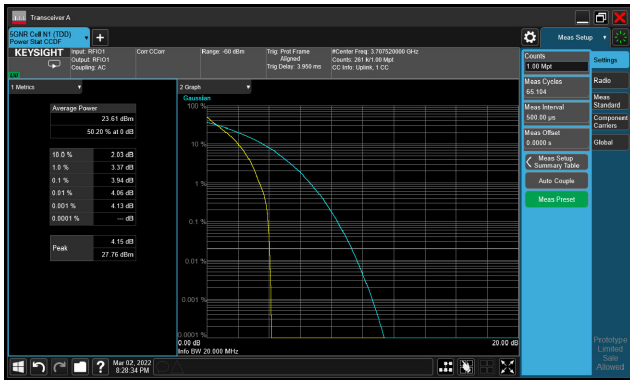 Transceiver A
5GNR Cell N1 (TDD)
Power Stat CCDF
Meas Setup
KEYSIGHT
Input: RFIO1
Output: RFIO1
Coupling: AC
Corr CCorr
Range: -60 dBm
Trig: Prot Frame
Aligned
Trig Delay: 3.950 ms
#Center Freq: 3.707520000 GHz
Counts: 261 k/1.00 Mpt
CC Info: Uplink, 1 CC
1 Metrics
2 Graph
Average Power
23.61 dBm
50.20 % at 0 dB
10.0 % 2.03 dB
1.0 % 3.37 dB
0.1 % 3.94 dB
0.01 % 4.06 dB
0.001 % 4.13 dB
0.0001 % --- dB
Peak
4.15 dB
27.76 dBm
Gaussian
100 %
10 %
1 %
0.1 %
0.01 %
0.001 %
0.0001 %
0.00 dB
20.00 dB
Info BW 20.000 MHz
Counts
1.00 Mpt
Meas Cycles
65.104
Meas Interval
500.00 µs
Meas Offset
0.0000 s
Meas Setup
Summary Table
Auto Couple
Meas Preset
Settings
Radio
Meas
Standard
Component
Carriers
Global
Prototype
Limited
Sale
Allowed
?
Mar 02, 2022
8:28:34 PM